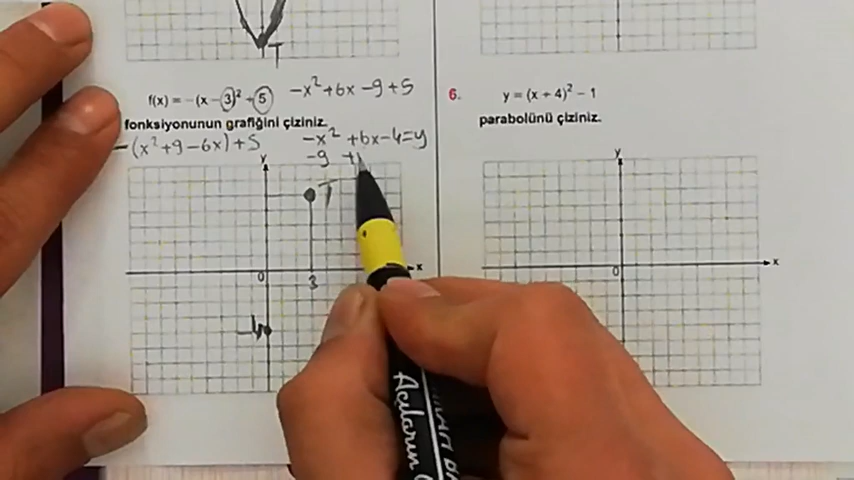 T
f(x) = -(x - 3)² + 5 -x²+6x-9+5
fonksiyonunun grafiğini çiziniz.
-(x²+9-6x)+5 -x²+6x-4=y
-9 +
y
T
0
x
3
-4
6. y = (x + 4)² - 1
parabolünü çiziniz.
y
0
x
Açıların